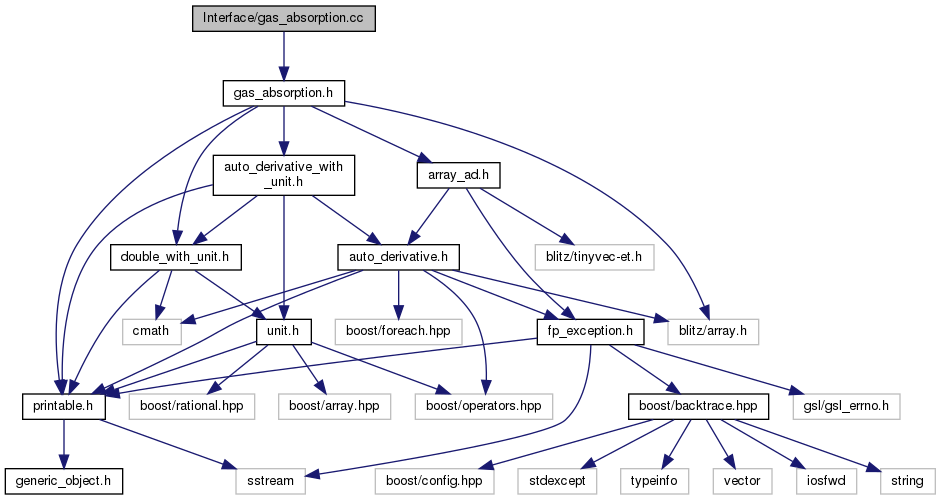 Interface/gas_absorption.cc
gas_absorption.h
auto_derivative_with
_unit.h
array_ad.h
double_with_unit.h
auto_derivative.h
blitz/tinyvec-et.h
cmath
unit.h
boost/foreach.hpp
fp_exception.h
blitz/array.h
printable.h
boost/rational.hpp
boost/array.hpp
boost/operators.hpp
boost/backtrace.hpp
gsl/gsl_errno.h
generic_object.h
sstream
boost/config.hpp
stdexcept
typeinfo
vector
iosfwd
string